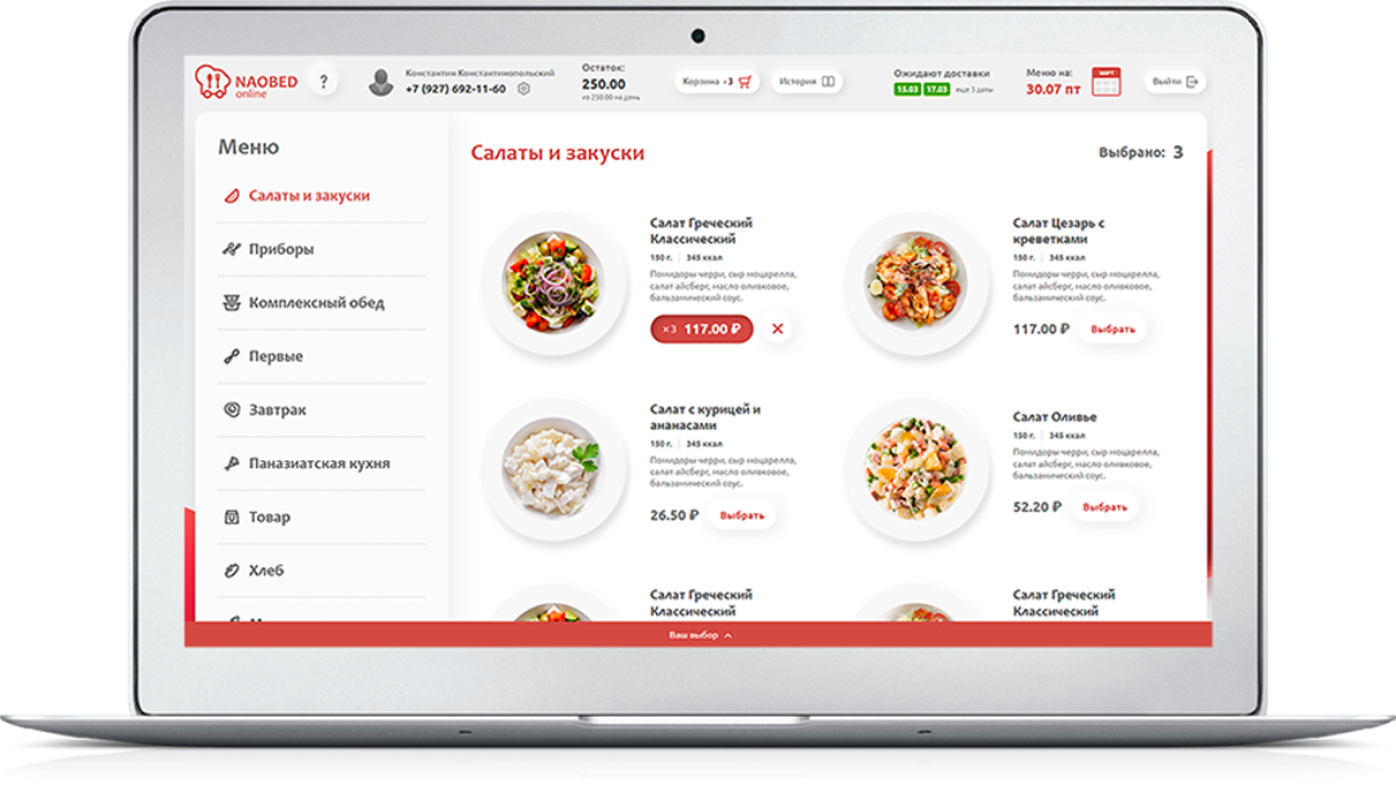 NAOBED
online
?
Константин Константинопольский
+7 (927) 692-11-60
Остаток:
250.00
из 250.00 на день
Корзина •3
История
Ожидают доставки
15.03 17.03 еще 3 даты
Меню на:
30.07 пт
МАРТ
Выйти
Меню
Салаты и закуски
Приборы
Комплексный обед
Первые
Завтрак
Паназиатская кухня
Товар
Хлеб
Салаты и закуски
Выбрано: 3
Салат Греческий
Классический
150 г. 345 ккал
Помидоры черри, сыр моцарелла,
салат айсберг, масло оливковое,
бальзамический соус.
×3 117.00 ₽
Салат Цезарь с
креветками
150 г. 345 ккал
Помидоры черри, сыр моцарелла,
салат айсберг, масло оливковое,
бальзамический соус.
117.00 ₽ Выбрать
Салат с курицей и
ананасами
150 г. 345 ккал
Помидоры черри, сыр моцарелла,
салат айсберг, масло оливковое,
бальзамический соус.
26.50 ₽ Выбрать
Салат Оливье
150 г. 345 ккал
Помидоры черри, сыр моцарелла,
салат айсберг, масло оливковое,
бальзамический соус.
52.20 ₽ Выбрать
Салат Греческий
Классический
Салат Греческий
Классический
Ваш выбор